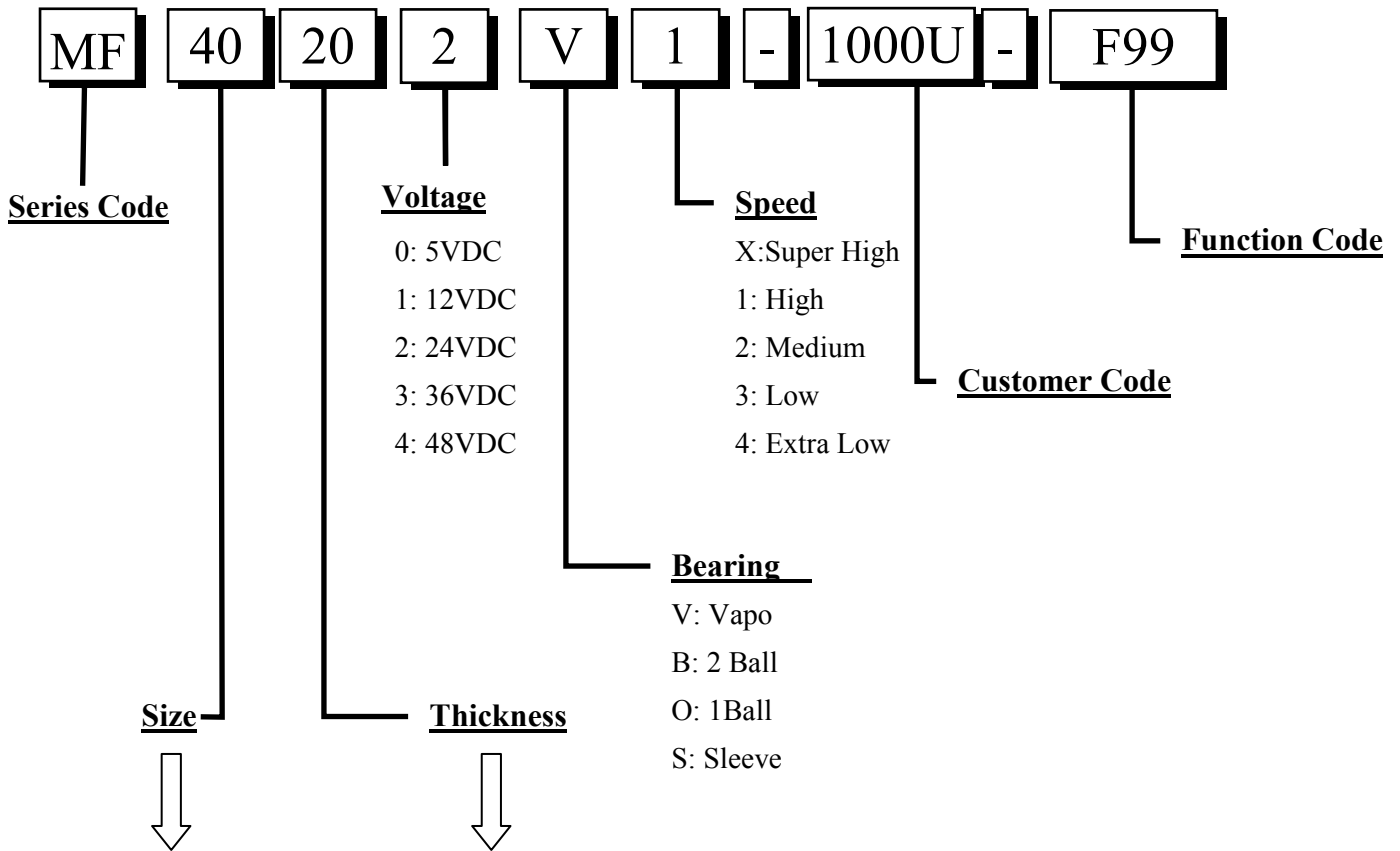 MF 40 20 2 V 1 - 1000U - F99
Series Code
Voltage
0: 5VDC
1: 12VDC
2: 24VDC
3: 36VDC
4: 48VDC
Speed
X:Super High
1: High
2: Medium
3: Low
4: Extra Low
Function Code
Customer Code
Bearing
V: Vapo
B: 2 Ball
O: 1Ball
S: Sleeve
Size
Thickness